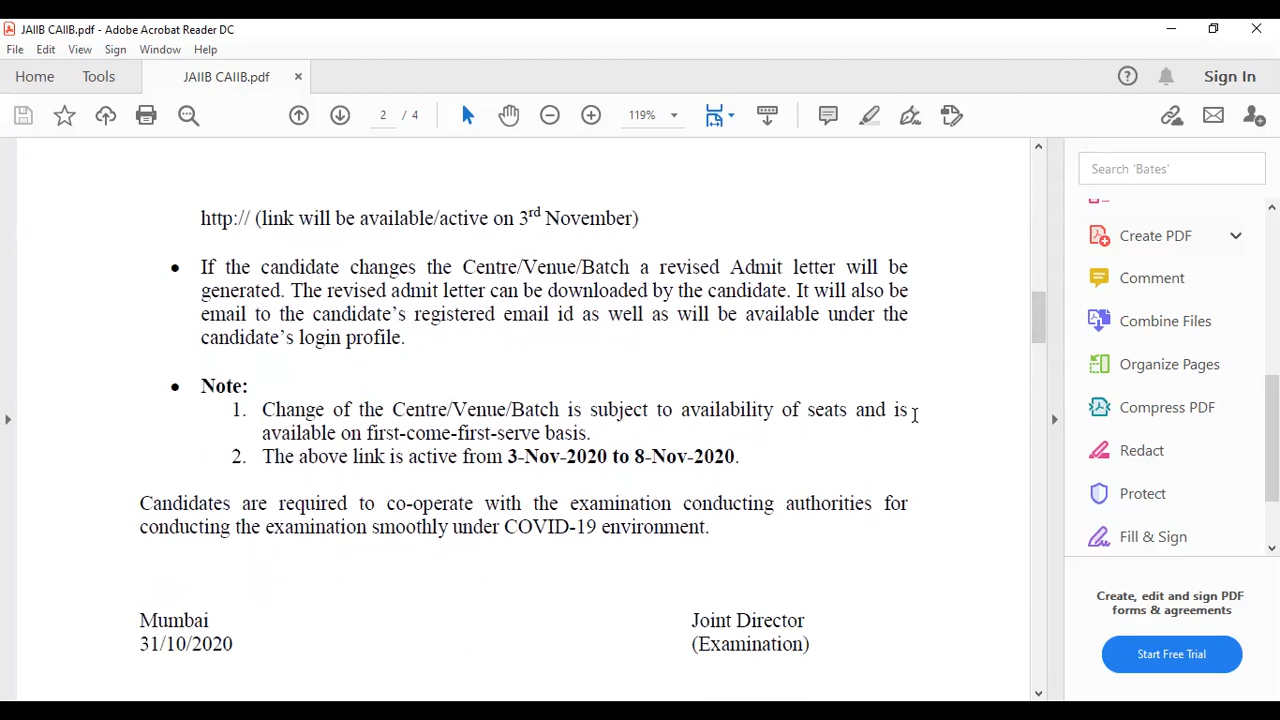 JAIIB CAIIB.pdf - Adobe Acrobat Reader DC
File Edit View Sign Window Help
Home Tools JAIIB CAIIB.pdf × Sign In
2 / 4 119%
Search 'Bates'
http:// (link will be available/active on 3rd November)
If the candidate changes the Centre/Venue/Batch a revised Admit letter will be
generated. The revised admit letter can be downloaded by the candidate. It will also be
email to the candidate's registered email id as well as will be available under the
candidate's login profile.
• Note:
1. Change of the Centre/Venue/Batch is subject to availability of seats and is
available on first-come-first-serve basis.
2. The above link is active from 3-Nov-2020 to 8-Nov-2020.
Candidates are required to co-operate with the examination conducting authorities for
conducting the examination smoothly under COVID-19 environment.
Mumbai Joint Director
31/10/2020 (Examination)
Create PDF
Comment
Combine Files
Organize Pages
Compress PDF
Redact
Protect
Fill & Sign
Create, edit and sign PDF
forms & agreements
Start Free Trial